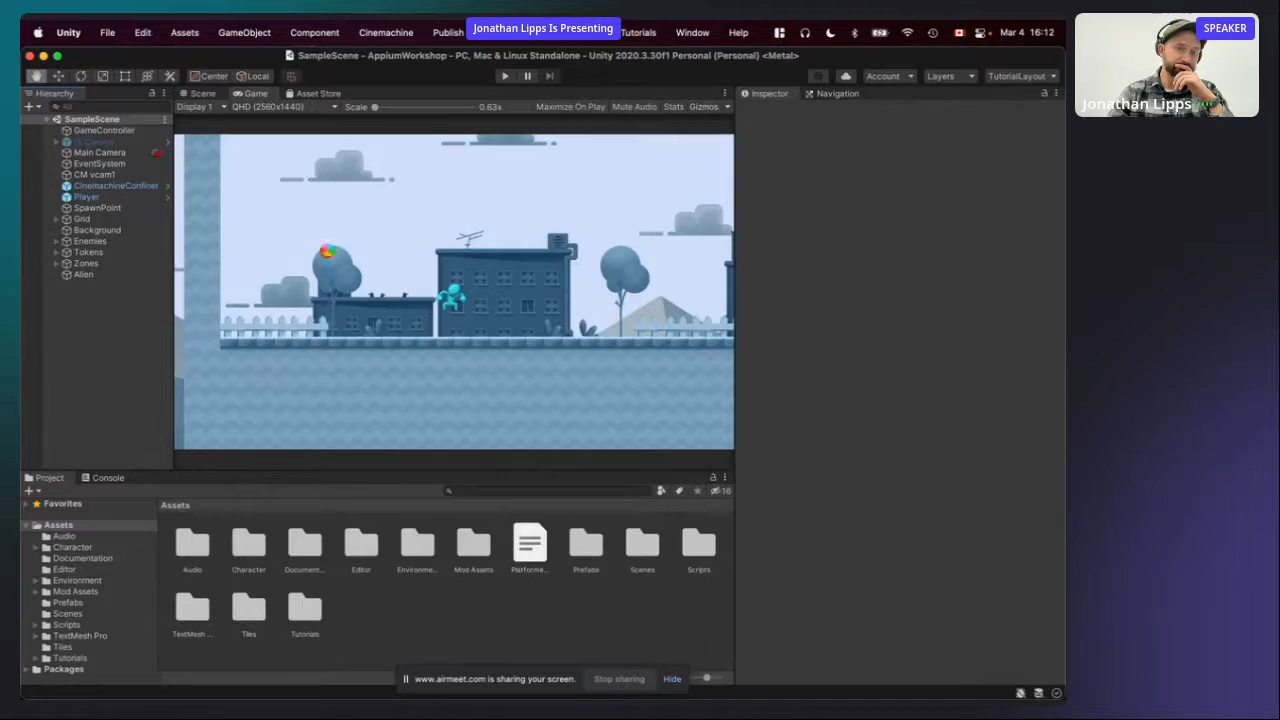 Jonathan Lipps Is Presenting
SPEAKER
Jonathan Lipps
Unity File Edit Assets GameObject Component Cinemachine Publish Tutorials Window Help Mar 4 16:12
SampleScene - AppiumWorkshop - PC, Mac & Linux Standalone - Unity 2020.3.30f1 Personal (Personal) <Metal>
Center Local Account Layers TutorialLayout
Hierarchy Scene Game Asset Store Inspector Navigation
All Display 1 QHD (2560x1440) Scale 0.63x Maximize On Play Mute Audio Stats Gizmos
SampleScene
GameController
UI Canvas
Main Camera
EventSystem
CM vcam1
CinemachineConfiner
Player
SpawnPoint
Grid
Background
Enemies
Tokens
Zones
Alien
Project Console
16
Favorites
Assets
Audio
Character
Documentation
Editor
Environment
Mod Assets
Prefabs
Scenes
Scripts
TextMesh Pro
Tiles
Tutorials
Packages
Assets
Audio Character Document... Editor Environme... Mod Assets Platforme... Prefabs Scenes Scripts
TextMesh ... Tiles Tutorials
www.airmeet.com is sharing your screen. Stop sharing Hide